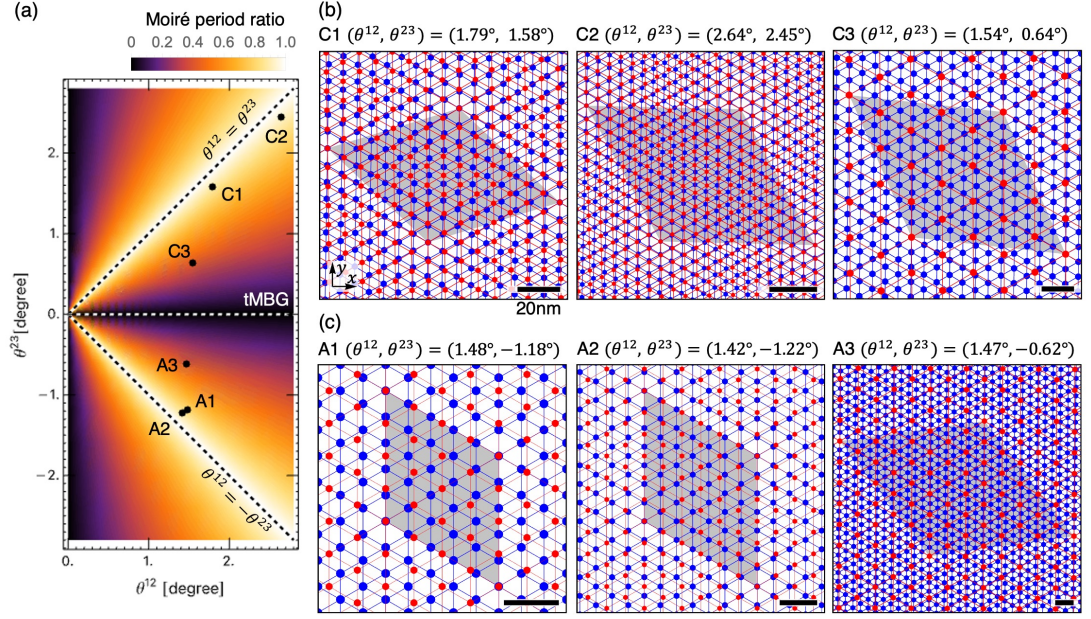 (a)
Moiré period ratio
0 0.2 0.4 0.6 0.8 1.0
θ¹² = θ²³
C2
C1
C3
tMBG
A3
A1
A2
θ¹² = −θ²³
2.
1.
0.
−1.
−2.
θ²³[degree]
0. 1. 2.
θ¹² [degree]
(b)
C1 (θ¹², θ²³) = (1.79°, 1.58°)
C2 (θ¹², θ²³) = (2.64°, 2.45°)
C3 (θ¹², θ²³) = (1.54°, 0.64°)
y
x
20nm
(c)
A1 (θ¹², θ²³) = (1.48°, −1.18°)
A2 (θ¹², θ²³) = (1.42°, −1.22°)
A3 (θ¹², θ²³) = (1.47°, −0.62°)